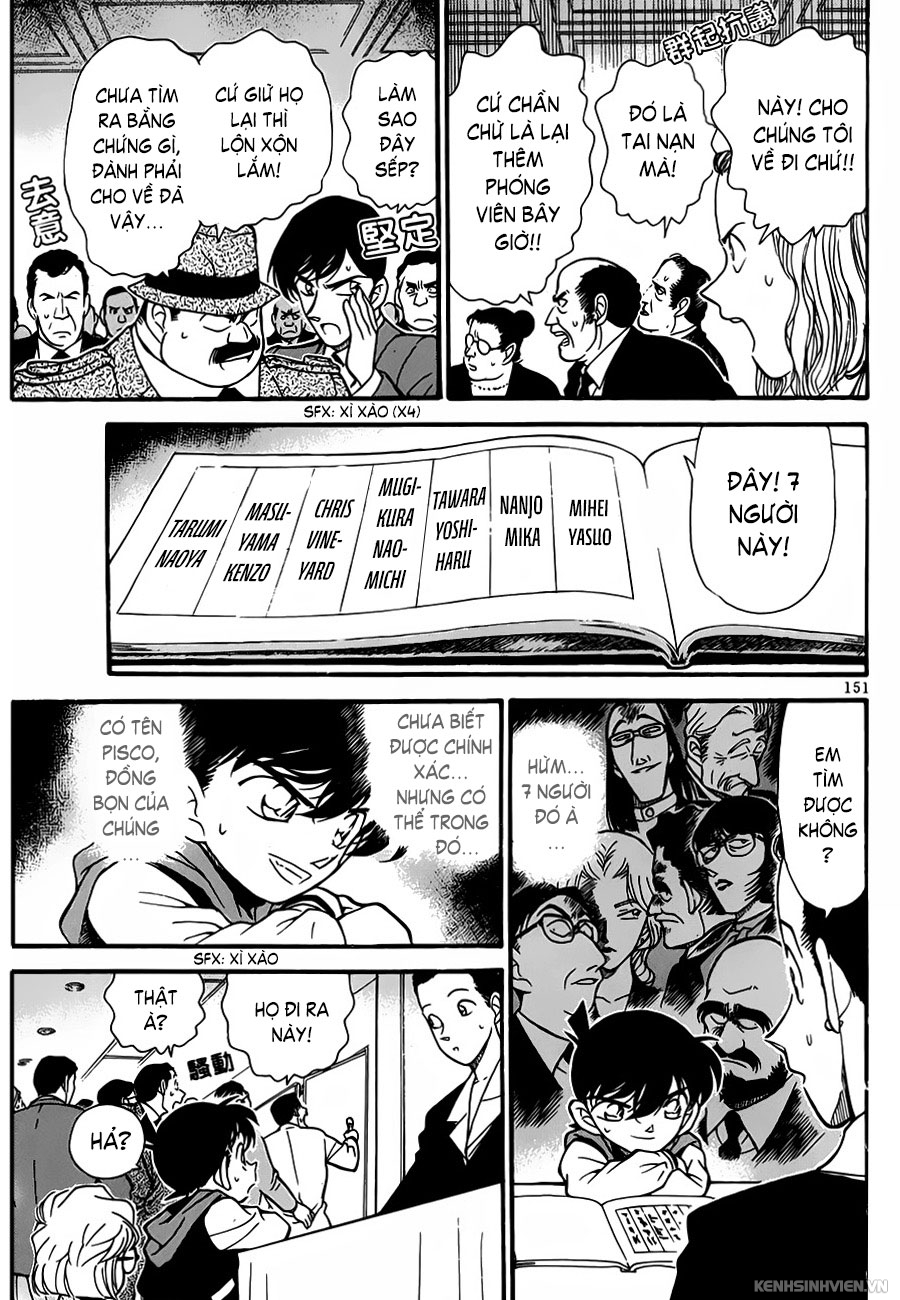 群起抗議
NÀY! CHO
CHÚNG TÔI
VỀ ĐI CHỨ!!
ĐÓ LÀ
TAI NẠN
MÀ!
CỨ CHẦN
CHỪ LÀ LẠI
THÊM
PHÓNG
VIÊN BÂY
GIỜ!!
LÀM
SAO
ĐÂY
SẾP?
CỨ GIỮ HỌ
LẠI THÌ
LỘN XỘN
LẮM!
CHƯA TÌM
RA BẰNG
CHỨNG GÌ,
ĐÀNH PHẢI
CHO VỀ ĐÃ
VẬY...
堅定
去意
SFX: XÌ XÀO (X4)
ĐÂY! 7
NGƯỜI
NÀY!
MIHEI
YASUO
NANJO
MIKA
TAWARA
YOSHI-
HARU
MUGI-
KURA
NAO-
MICHI
CHRIS
VINE-
YARD
MASU-
YAMA
KENZO
TARUMI
NAOYA
151
EM
TÌM
ĐƯỢC
KHÔNG
?
HỪM...
7 NGƯỜI
ĐÓ À
...
CHƯA BIẾT
ĐƯỢC CHÍNH
XÁC...
NHƯNG CÓ
THỂ TRONG
ĐÓ...
CÓ TÊN
PISCO,
ĐỒNG
BỌN CỦA
CHÚNG
...
SFX: XÌ XÀO
HỌ ĐI RA
NÀY!
THẬT
À?
騷動
HẢ?
KENHSINHVIEN.VN